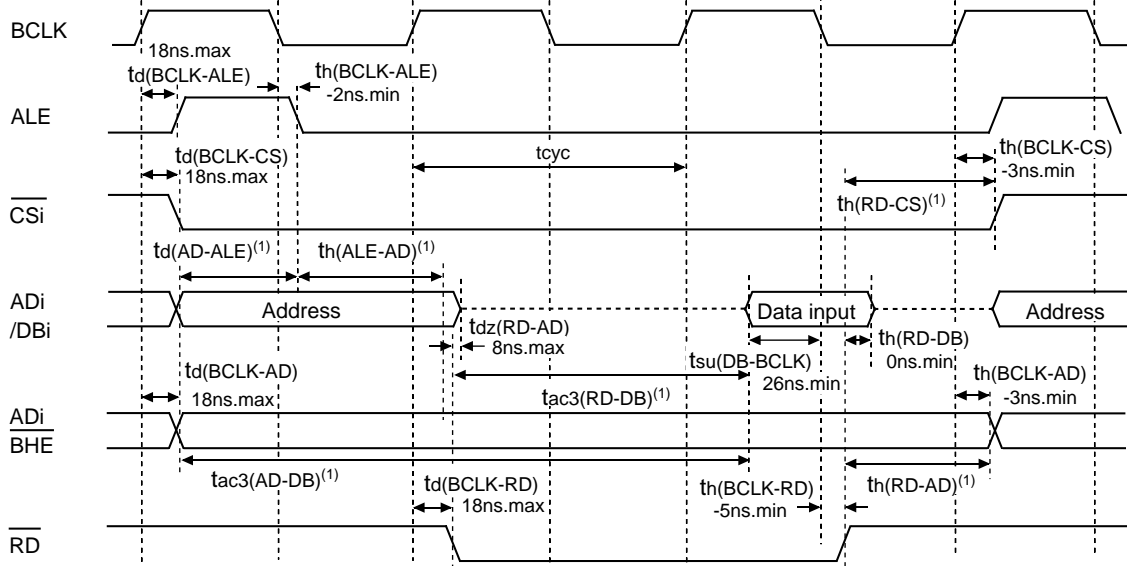 BCLK
18ns.max
td(BCLK-ALE)
th(BCLK-ALE)
-2ns.min
ALE
td(BCLK-CS)
18ns.max
tcyc
th(BCLK-CS)
-3ns.min
CSi
th(RD-CS)(1)
td(AD-ALE)(1)
th(ALE-AD)(1)
ADi
/DBi
Address
Data input
Address
tdz(RD-AD)
8ns.max
tsu(DB-BCLK)
26ns.min
th(RD-DB)
0ns.min
td(BCLK-AD)
18ns.max
tac3(RD-DB)(1)
th(BCLK-AD)
-3ns.min
ADi
BHE
tac3(AD-DB)(1)
td(BCLK-RD)
18ns.max
th(BCLK-RD)
-5ns.min
th(RD-AD)(1)
RD